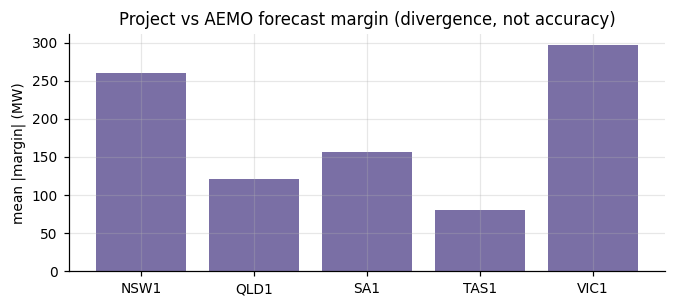 Project vs AEMO forecast margin (divergence, not accuracy)
mean |margin| (MW)
300
250
200
150
100
50
0
NSW1 QLD1 SA1 TAS1 VIC1